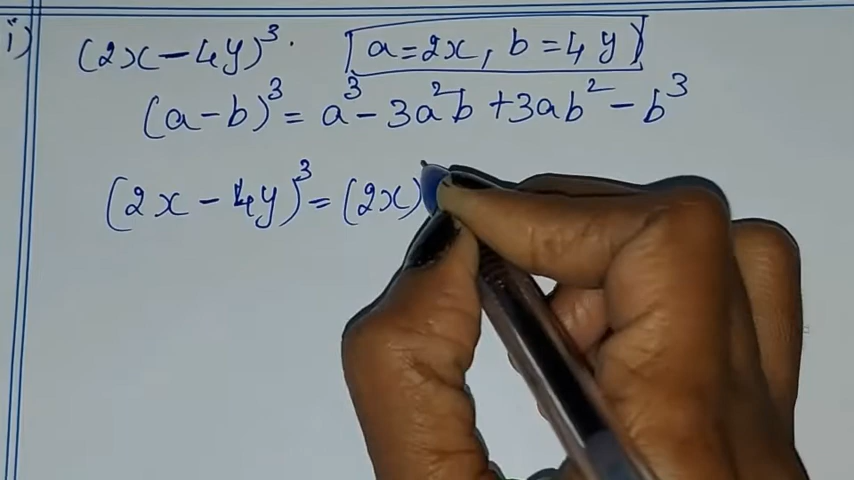 i) (2x-4y)³. [a=2x, b=4y]
(a-b)³ = a³ - 3a²b + 3ab² - b³
(2x-4y)³ = (2x)